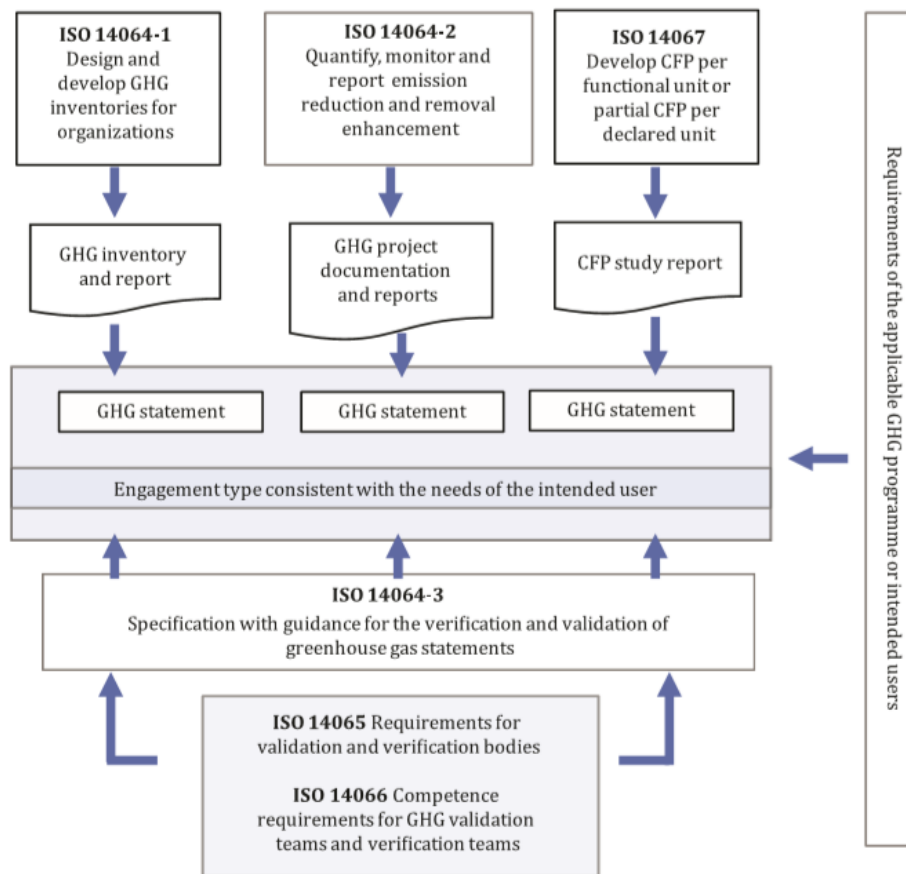 ISO 14064-1
Design and
develop GHG
inventories for
organizations
ISO 14064-2
Quantify, monitor and
report emission
reduction and removal
enhancement
ISO 14067
Develop CFP per
functional unit or
partial CFP per
declared unit
GHG inventory
and report
GHG project
documentation
and reports
CFP study report
GHG statement
GHG statement
GHG statement
Engagement type consistent with the needs of the intended user
ISO 14064-3
Specification with guidance for the verification and validation of
greenhouse gas statements
ISO 14065 Requirements for
validation and verification bodies
ISO 14066 Competence
requirements for GHG validation
teams and verification teams
Requirements of the applicable GHG programme or intended users